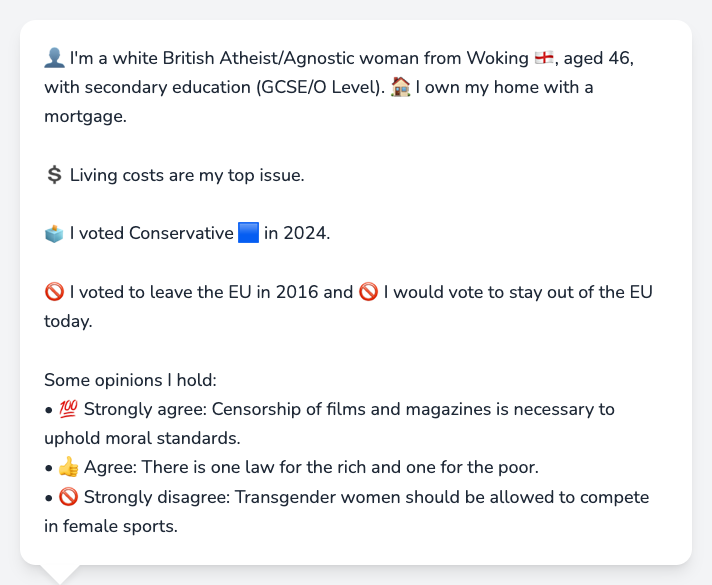 👤 I'm a white British Atheist/Agnostic woman from Woking 🏴󠁧󠁢󠁥󠁮󠁧󠁿, aged 46,
with secondary education (GCSE/O Level). 🏠 I own my home with a
mortgage.
💲 Living costs are my top issue.
🗳️ I voted Conservative 🟦 in 2024.
🚫 I voted to leave the EU in 2016 and 🚫 I would vote to stay out of the EU
today.
Some opinions I hold:
• 💯 Strongly agree: Censorship of films and magazines is necessary to
uphold moral standards.
• 👍 Agree: There is one law for the rich and one for the poor.
• 🚫 Strongly disagree: Transgender women should be allowed to compete
in female sports.